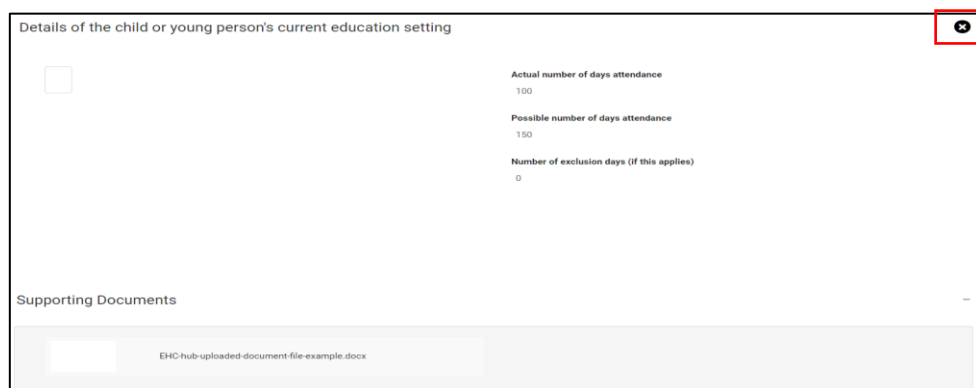 Details of the child or young person's current education setting
Actual number of days attendance
100
Possible number of days attendance
150
Number of exclusion days (if this applies)
0
Supporting Documents
EHC-hub-uploaded-document-file-example.docx